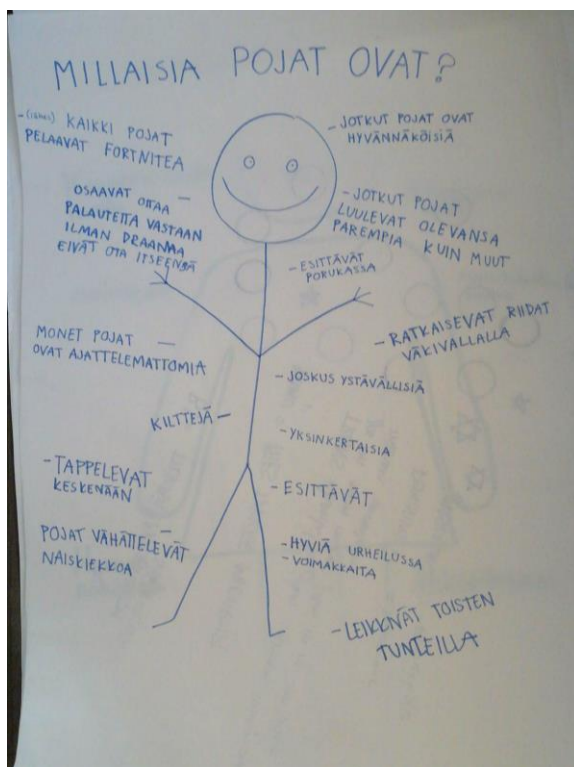 MILLAISIA POJAT OVAT?
- (lähes) KAIKKI POJAT
PELAAVAT FORTNITEA
OSAAVAT OTTAA -
PALAUTETTA VASTAAN
ILMAN DRAAMAA
EIVÄT OTA ITSEENSÄ
MONET POJAT -
OVAT AJATTELEMATTOMIA
KILTTEJÄ -
- TAPPELEVAT
KESKENÄÄN
POJAT VÄHÄTTELEVÄT -
NAISKIEKKOA
- JOTKUT POJAT OVAT
HYVÄNNÄKÖISIÄ
- JOTKUT POJAT
LUULEVAT OLEVANSA
PAREMPIA KUIN MUUT
- ESITTÄVÄT
PORUKASSA
- RATKAISEVAT RIIDAT
VÄKIVALLALLA
- JOSKUS YSTÄVÄLLISIÄ
- YKSINKERTAISIA
- ESITTÄVÄT
- HYVIÄ URHEILUSSA
- VOIMAKKAITA
- LEIKKIVÄT TOISTEN
TUNTEILLA